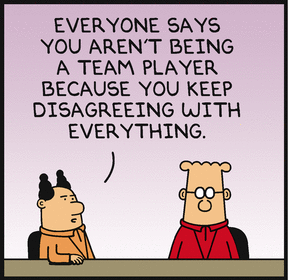 EVERYONE SAYS
YOU AREN'T BEING
A TEAM PLAYER
BECAUSE YOU KEEP
DISAGREEING WITH
EVERYTHING.